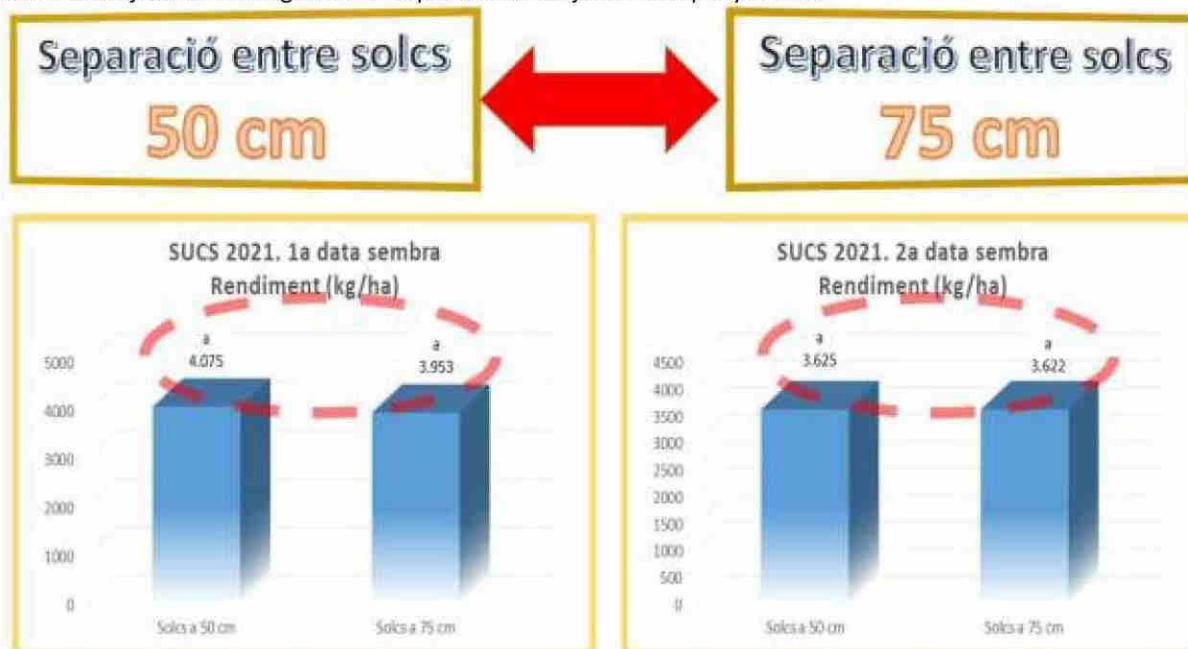 Separació entre solcs
50 cm
Separació entre solcs
75 cm
SUCS 2021. 1a data sembra
Rendiment (kg/ha)
a
4.075
a
3.953
5000
4000
3000
2000
1000
0
Solcs a 50 cm
Solcs a 75 cm
SUCS 2021. 2a data sembra
Rendiment (kg/ha)
a
3.625
a
3.622
4500
4000
3500
3000
2500
2000
1500
1000
500
0
Solcs a 50 cm
Solcs a 75 cm